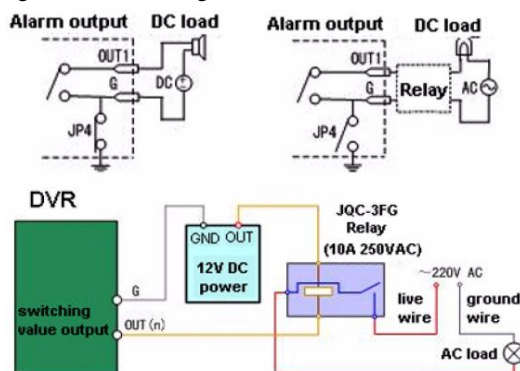 Alarm output
DC load
OUT1
G
DC
JP4
Alarm output
DC load
OUT1
G
Relay
AC
JP4
DVR
GND OUT
12V DC
power
JQC-3FG
Relay
(10A 250VAC)
G
switching
value output
OUT(n)
~220V AC
live
wire
ground
wire
AC load